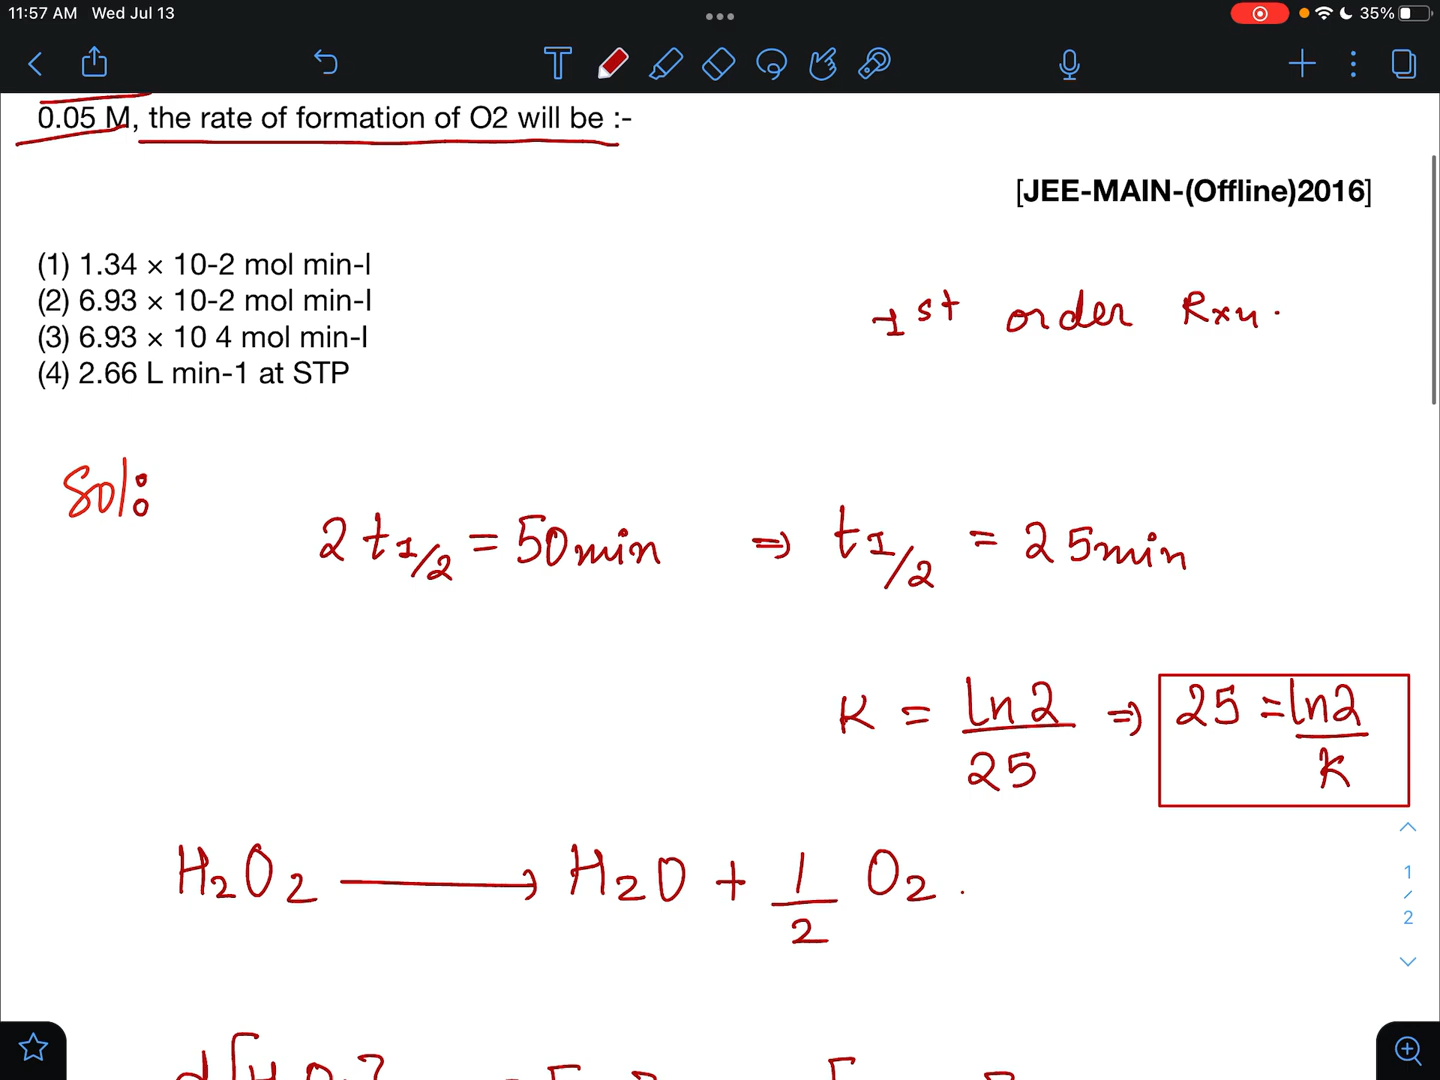 11:57 AM Wed Jul 13
35%
0.05 M, the rate of formation of O2 will be :-
[JEE-MAIN-(Offline)2016]
(1) 1.34 × 10-2 mol min-l
(2) 6.93 × 10-2 mol min-l
(3) 6.93 × 10 4 mol min-l
(4) 2.66 L min-1 at STP
1st order Rxn.
Sol:
2 t1/2 = 50min ⇒ t1/2 = 25min
K = ln2/25 ⇒ 25 = ln2/K
H2O2 ⟶ H2O + 1/2 O2.
1
/
2